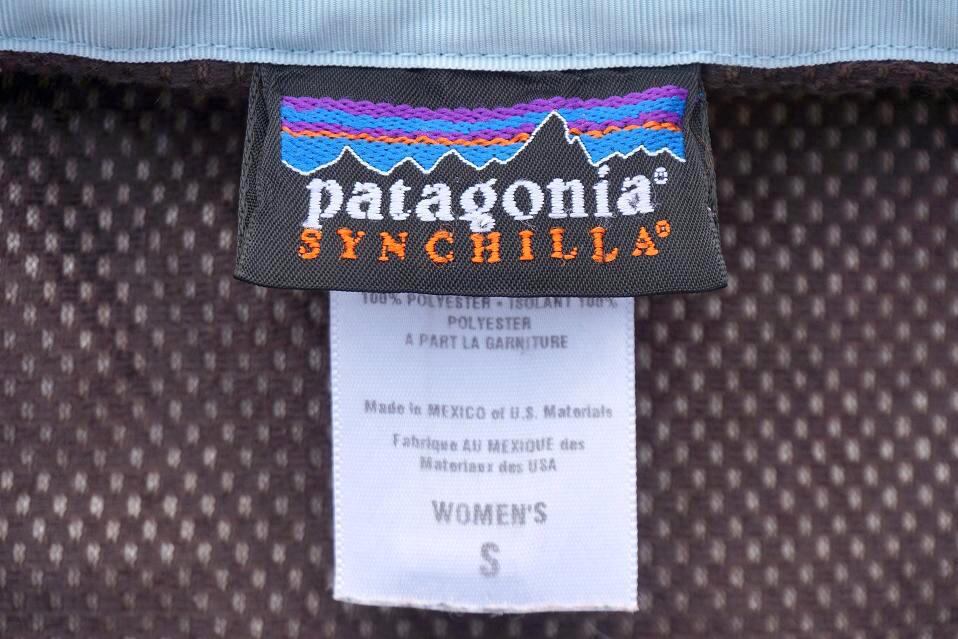 patagonia®
SYNCHILLA®
100% POLYESTER • ISOLANT 100%
POLYESTER
A PART LA GARNITURE
Made in MEXICO of U.S. Materials
Fabrique AU MEXIQUE des
Materiaux des USA
WOMEN'S
S